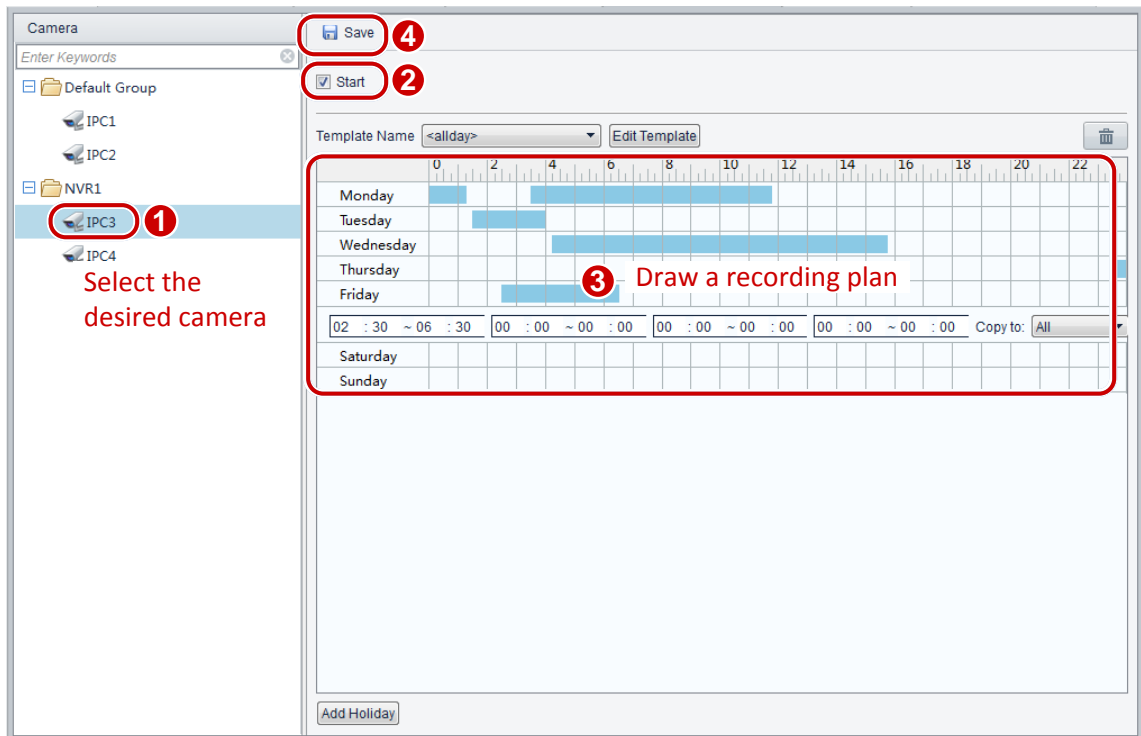 Camera
Enter Keywords
Default Group
IPC1
IPC2
NVR1
IPC3 1
IPC4
Select the
desired camera
Save 4
Start 2
Template Name <allday> Edit Template
0 2 4 6 8 10 12 14 16 18 20 22
Monday
Tuesday
Wednesday
Thursday
3 Draw a recording plan
Friday
02 : 30 ~ 06 : 30 00 : 00 ~ 00 : 00 00 : 00 ~ 00 : 00 00 : 00 ~ 00 : 00 Copy to: All
Saturday
Sunday
Add Holiday